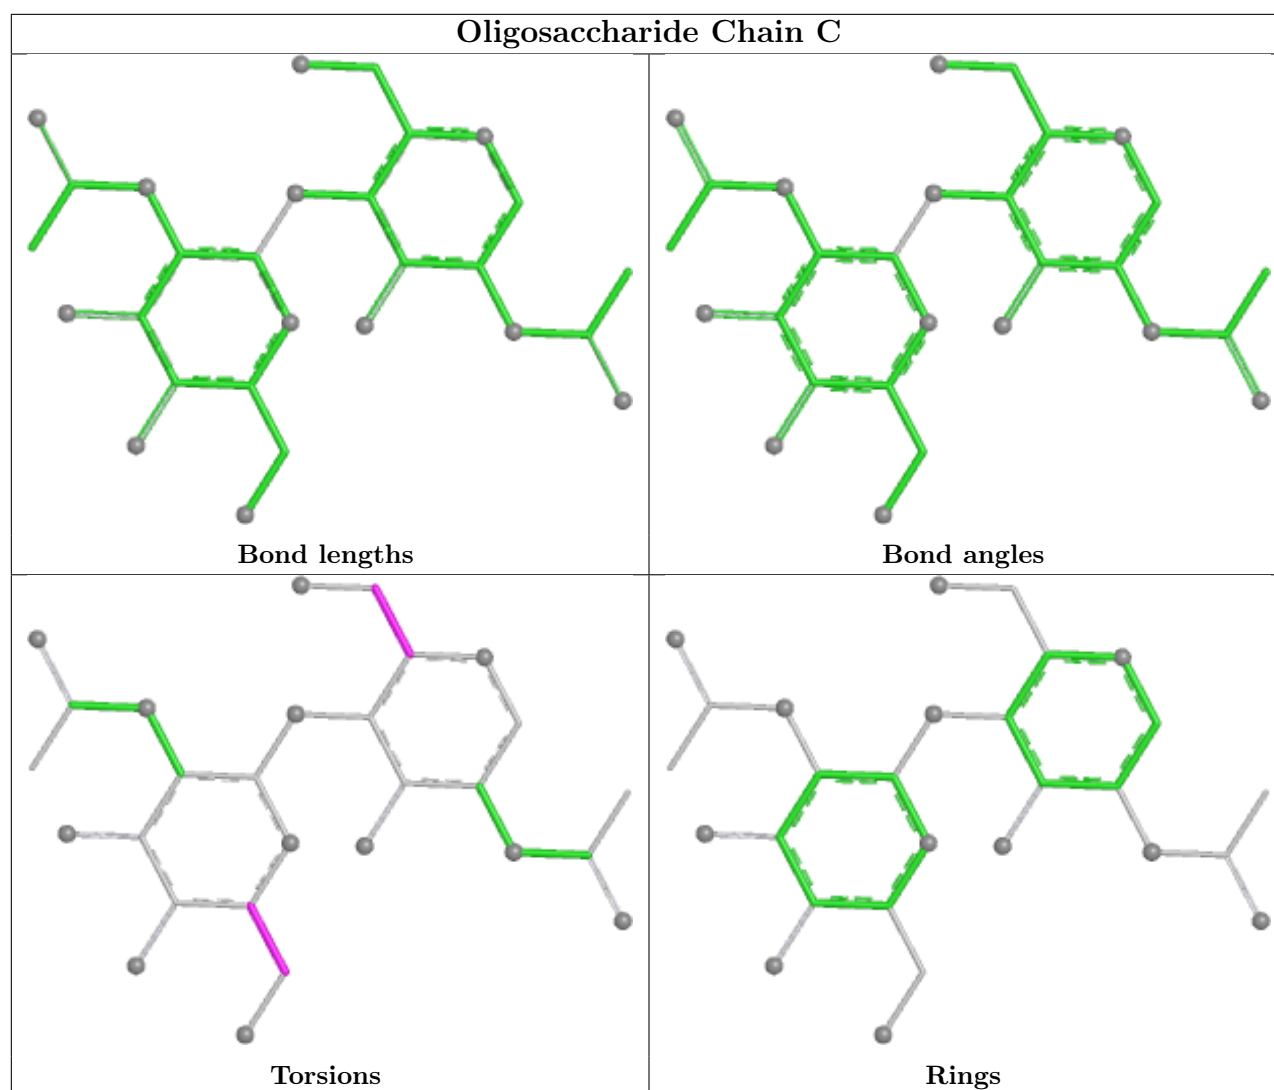 Oligosaccharide Chain C
Bond lengths
Bond angles
Torsions
Rings